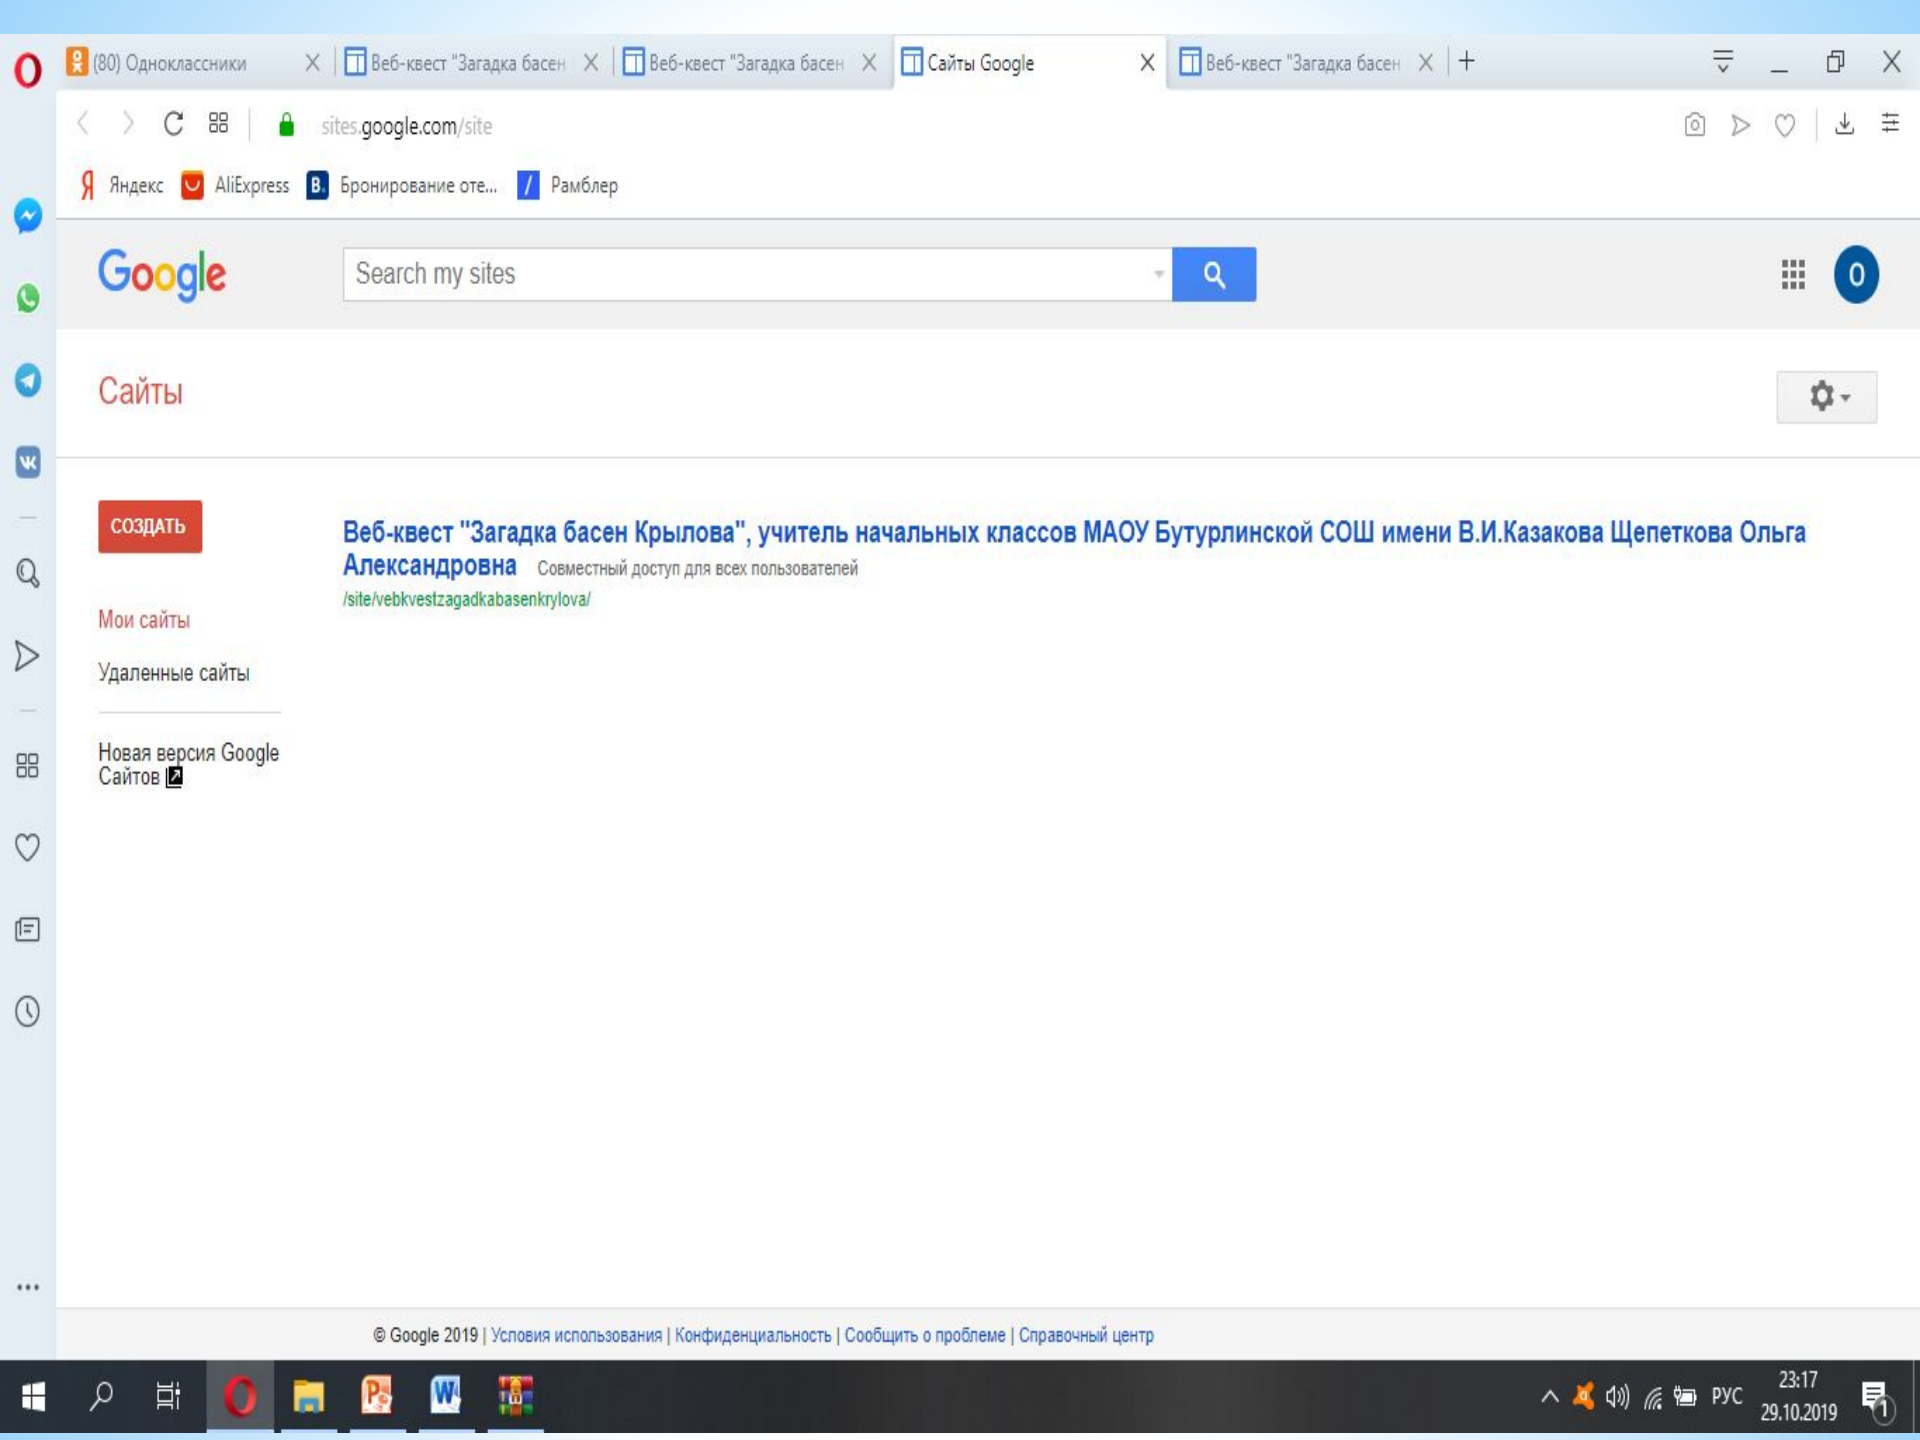 (80) Одноклассники
Веб-квест "Загадка басен
Веб-квест "Загадка басен
Сайты Google
Веб-квест "Загадка басен
sites.google.com/site
Яндекс
AliExpress
B. Бронирование оте...
Рамблер
Google
Search my sites
O
Сайты
СОЗДАТЬ
Веб-квест "Загадка басен Крылова", учитель начальных классов МАОУ Бутурлинской СОШ имени В.И.Казакова Щепеткова Ольга
Александровна Совместный доступ для всех пользователей
/site/vebkvestzagadkabasenkrylova/
Мои сайты
Удаленные сайты
Новая версия Google
Сайтов
© Google 2019 | Условия использования | Конфиденциальность | Сообщить о проблеме | Справочный центр
РУС
23:17
29.10.2019
1